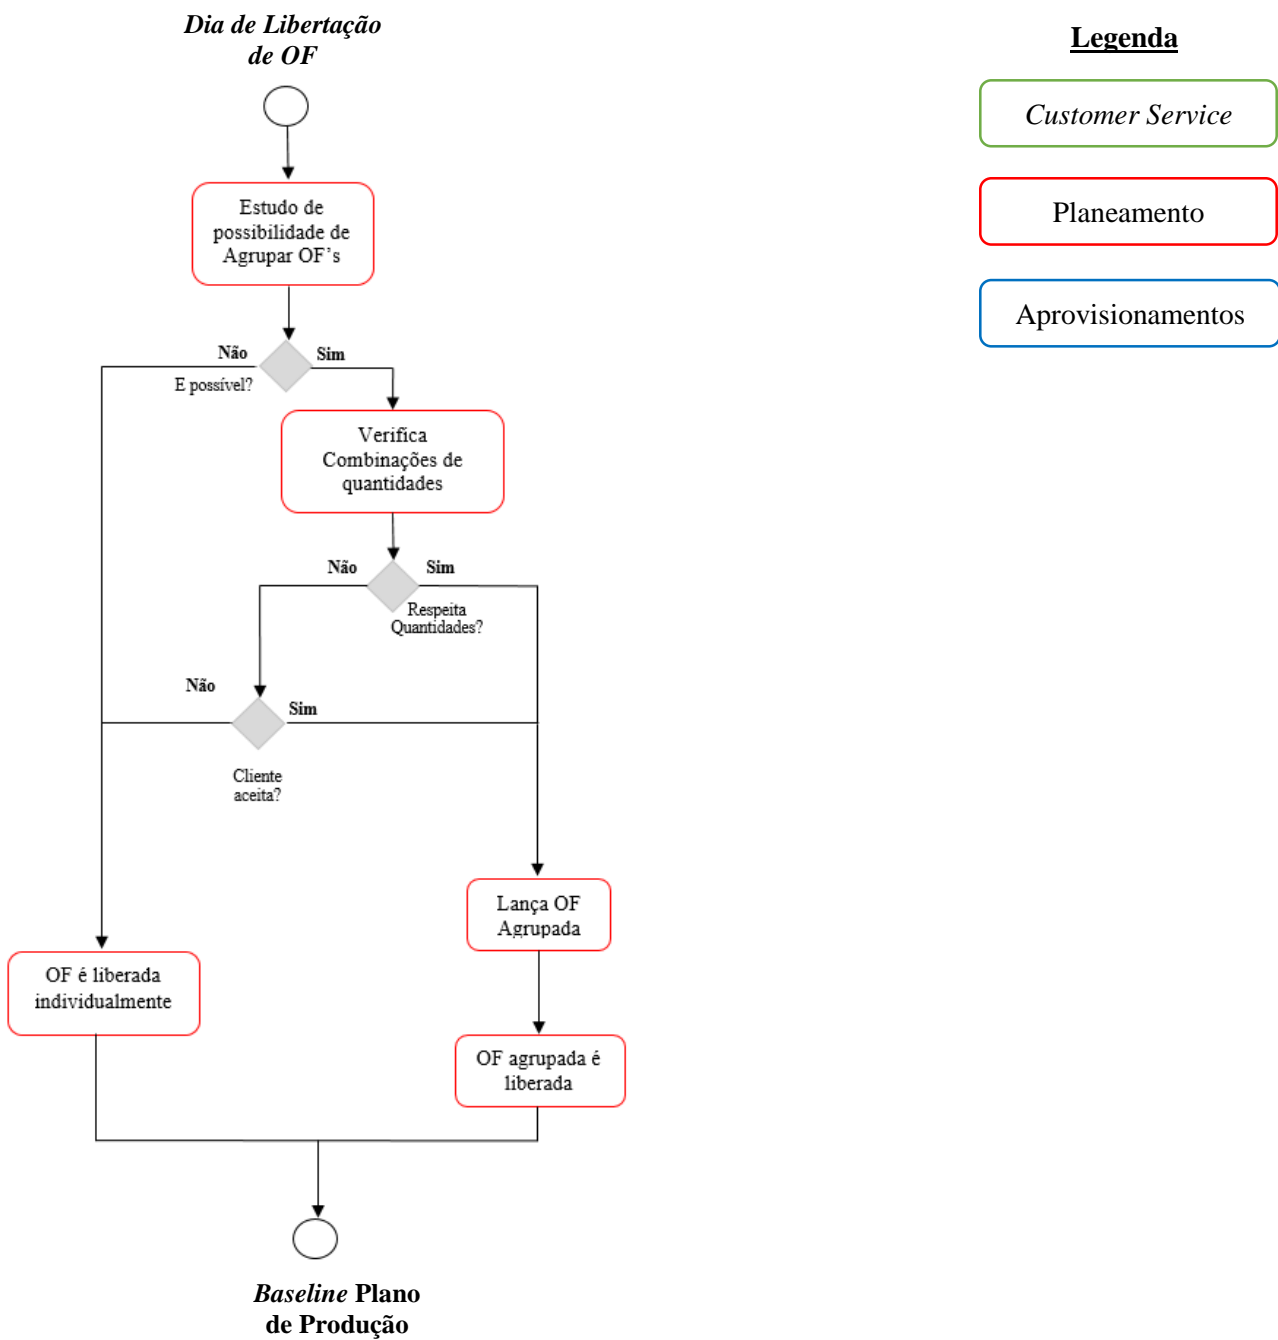 Dia de Libertação
de OF
Legenda
Customer Service
Planeamento
Aprovisionamentos
Estudo de
possibilidade de
Agrupar OF's
Não
Sim
E possível?
Verifica
Combinações de
quantidades
Não
Sim
Respeita
Quantidades?
Não
Sim
Cliente
aceita?
Lança OF
Agrupada
OF é liberada
individualmente
OF agrupada é
liberada
Baseline Plano
de Produção